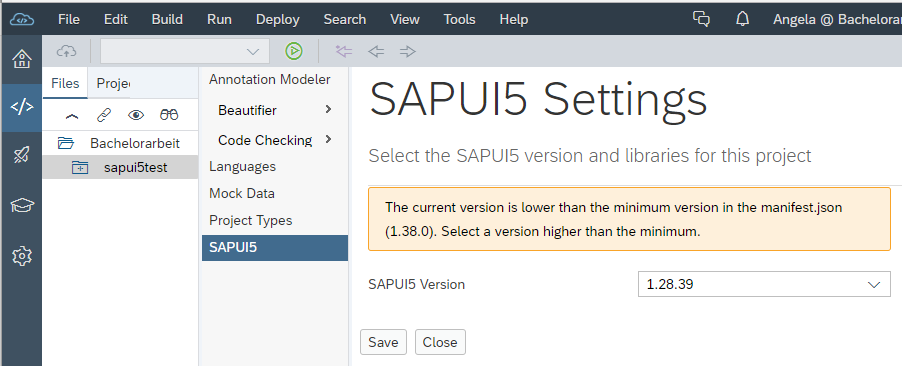 File Edit Build Run Deploy Search View Tools Help Angela @ Bachelorar
Files Proje
Bachelorarbeit
sapui5test
Annotation Modeler
Beautifier
Code Checking
Languages
Mock Data
Project Types
SAPUI5
SAPUI5 Settings
Select the SAPUI5 version and libraries for this project
The current version is lower than the minimum version in the manifest.json
(1.38.0). Select a version higher than the minimum.
SAPUI5 Version 1.28.39
Save Close